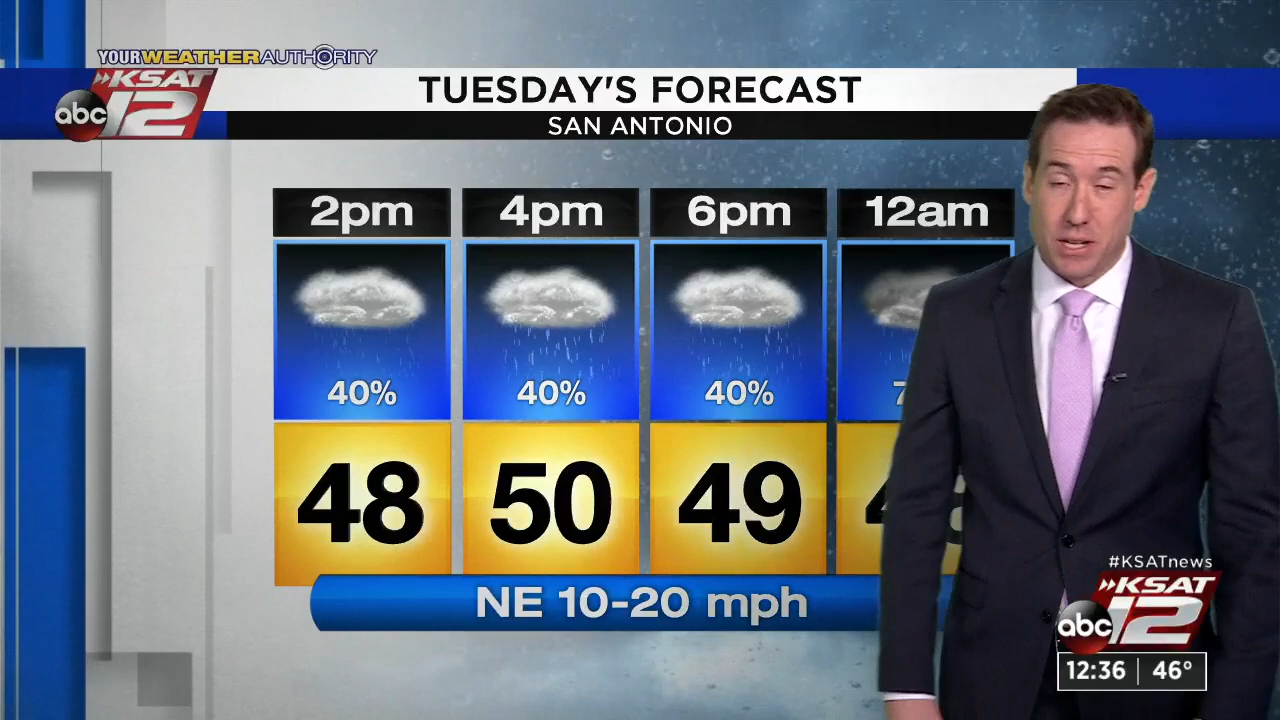 YOURWEATHERAUTHORITY
KSAT
abc 12
TUESDAY'S FORECAST
SAN ANTONIO
2pm 4pm 6pm 12am
40% 40% 40%
48 50 49
NE 10-20 mph
#KSATnews
KSAT
abc 12
12:36 46°